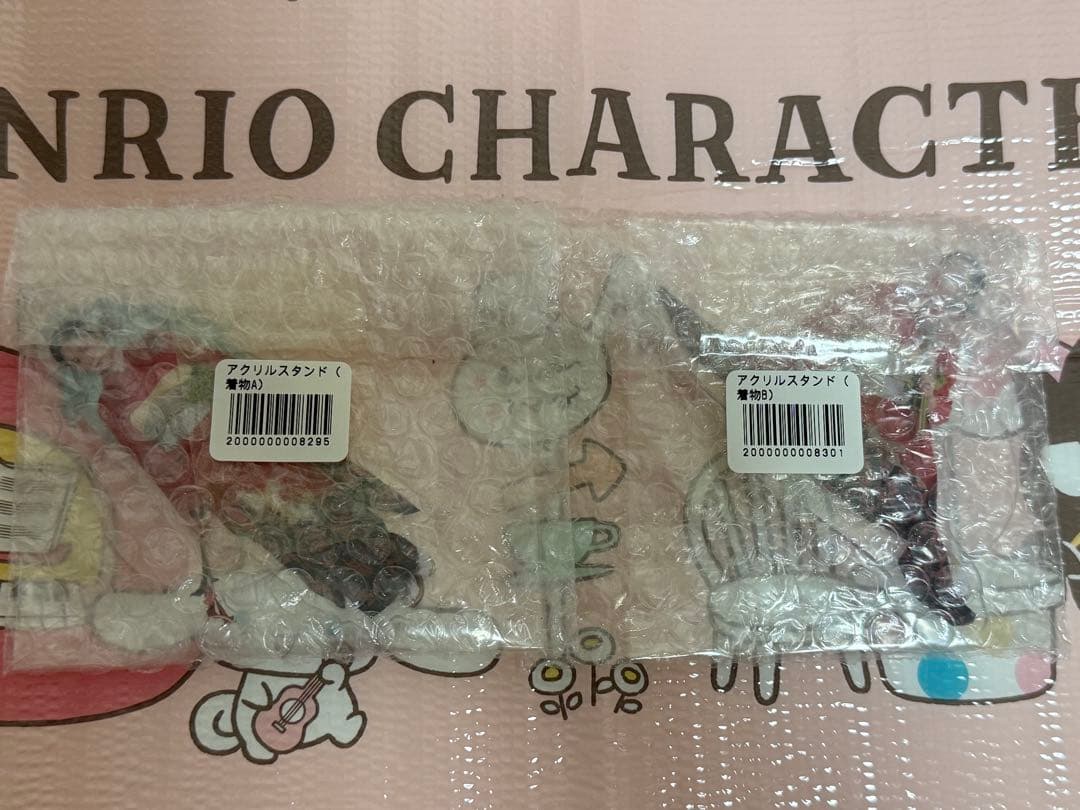 NRIO CHARACTE
アクリルスタンド（
着物A）
2000000008295
アクリルスタンド（
着物B）
2000000008301